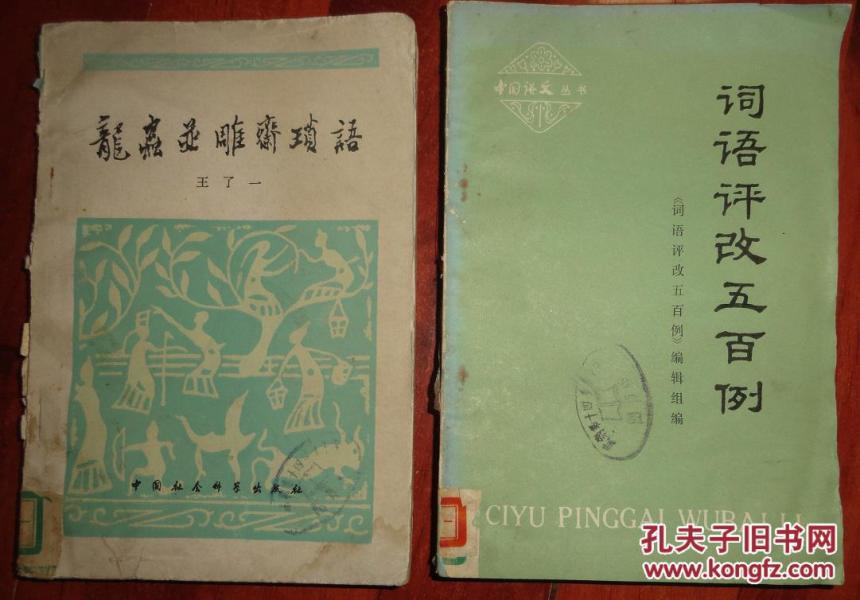 龍蟲並雕齋瑣語
王了一
中国社会科学出版社
中国语文丛书
词语评改五百例
《词语评改五百例》编辑组编
CIYU PINGGAI WUBAI LI
孔夫子旧书网
www.kongfz.com